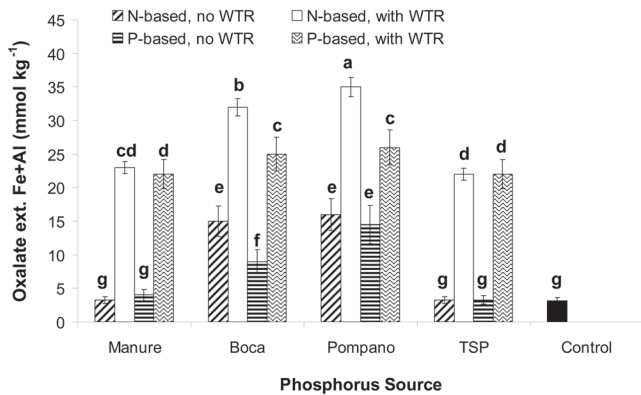 N-based, no WTR
N-based, with WTR
P-based, no WTR
P-based, with WTR
Oxalate ext. Fe+Al (mmol kg⁻¹)
45
40
35
30
25
20
15
10
5
0
g cd g d
e b f c
e a e c
g d g d
g
Manure Boca Pompano TSP Control
Phosphorus Source